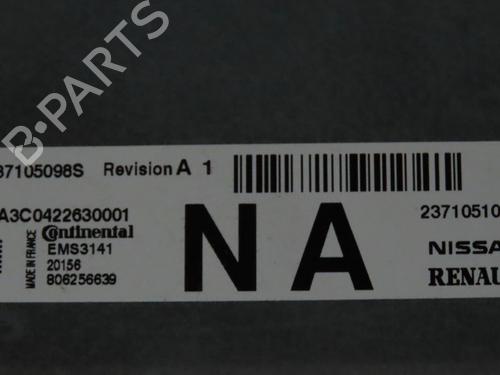 B-PARTS
37105098S Revision A 1
A3C0422630001
Continental
EMS3141
20156
806256639
MADE IN FRANCE
NA
23710510
NISSA
RENAU